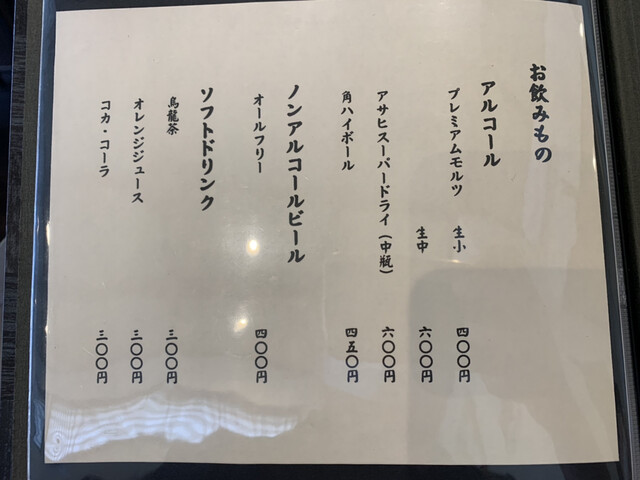 お飲みもの
アルコール
プレミアムモルツ 生小 四〇〇円
生中 六〇〇円
アサヒスーパードライ(中瓶) 六〇〇円
角ハイボール 四五〇円
ノンアルコールビール
オールフリー 四〇〇円
ソフトドリンク
烏龍茶 三〇〇円
オレンジジュース 三〇〇円
コカ・コーラ 三〇〇円